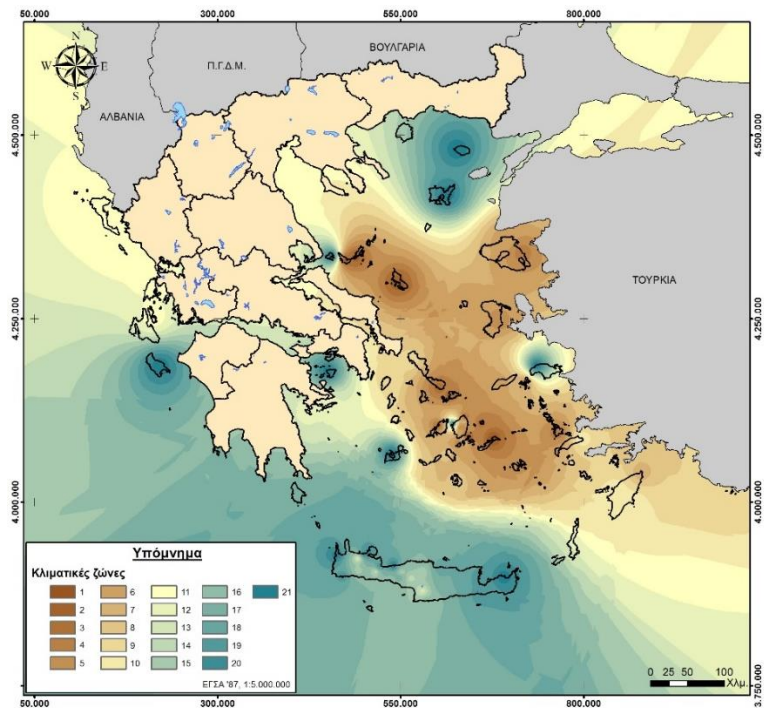 50.000 300.000 550.000 800.000
N
W E
S
ΒΟΥΛΓΑΡΙΑ
Π.Γ.Δ.Μ.
ΑΛΒΑΝΙΑ
4.500.000 4.500.000
ΤΟΥΡΚΙΑ
4.250.000 4.250.000
4.000.000 4.000.000
Υπόμνημα
Κλιματικές ζώνες
1 6 11 16 21
2 7 12 17
3 8 13 18
4 9 14 19
5 10 15 20
ΕΓΣΑ '87, 1:5.000.000
0 25 50 100
Χλμ.
3.750.000
50.000 300.000 550.000 800.000